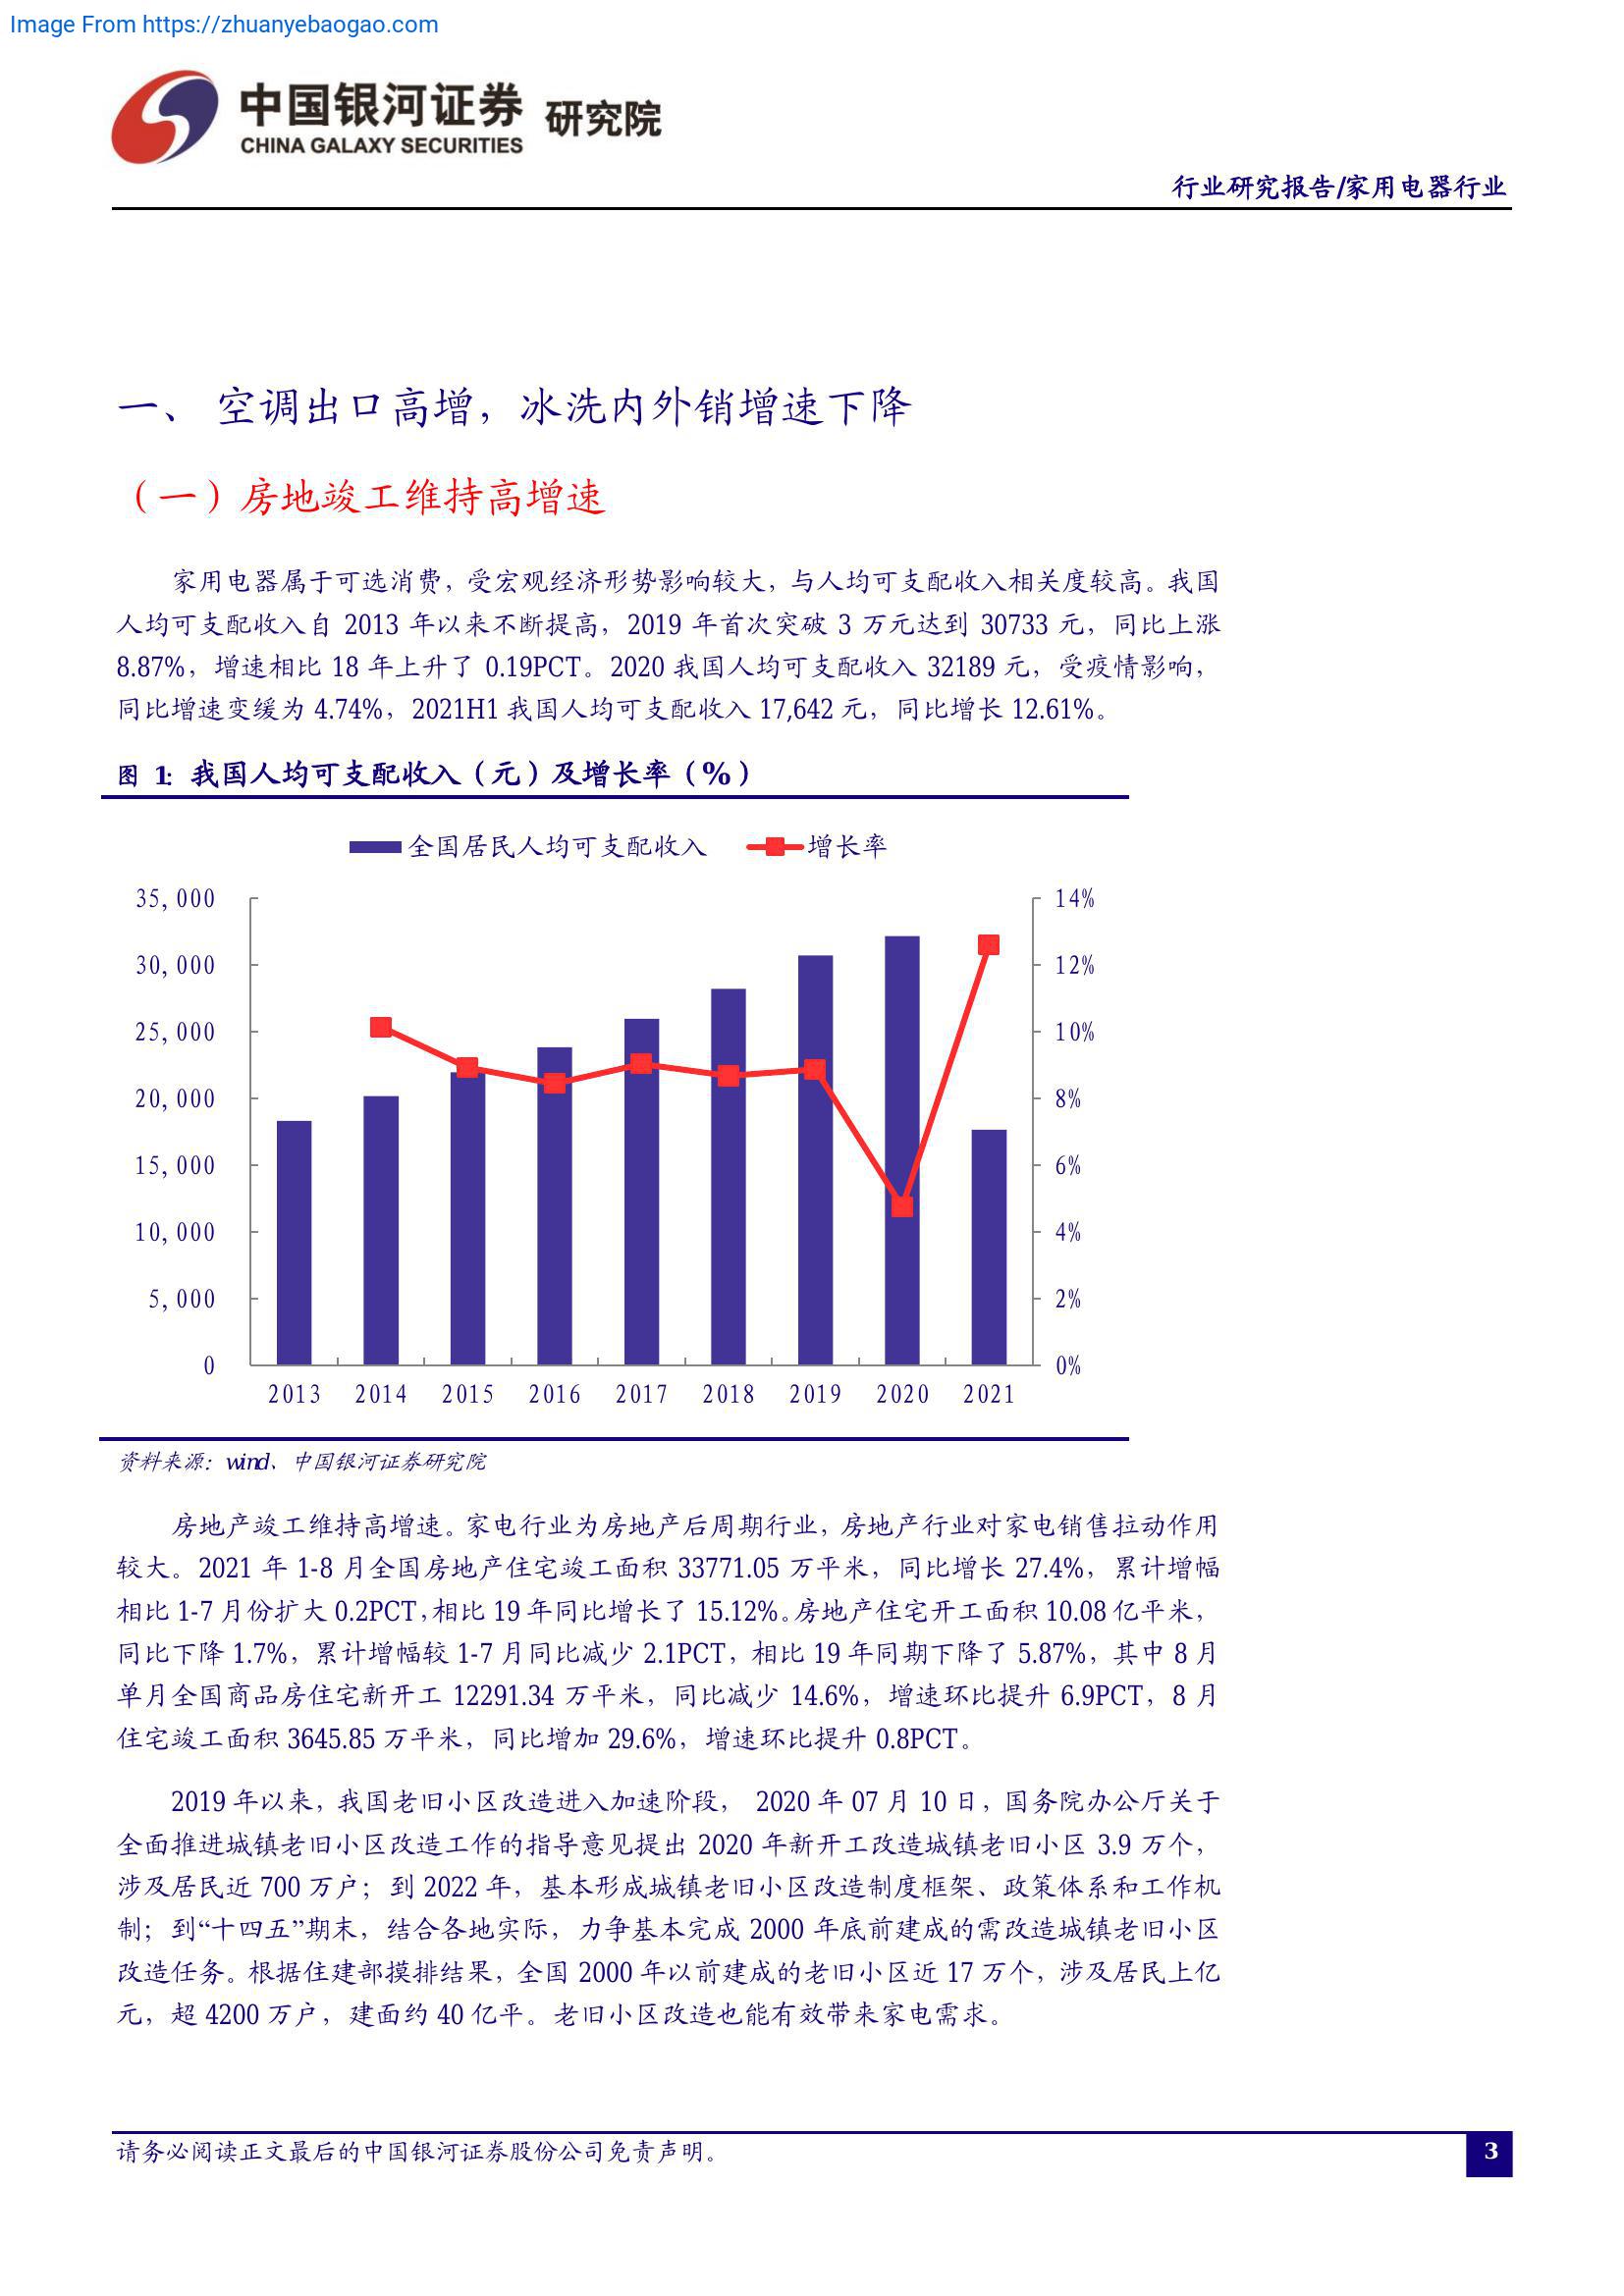 Image From https://zhuanyebaogao.com
中国银河证券 研究院
CHINA GALAXY SECURITIES
行业研究报告/家用电器行业
一、 空调出口高增，冰洗内外销增速下降
（一）房地竣工维持高增速
家用电器属于可选消费，受宏观经济形势影响较大，与人均可支配收入相关度较高。我国
人均可支配收入自 2013 年以来不断提高，2019 年首次突破 3 万元达到 30733 元，同比上涨
8.87%，增速相比 18 年上升了 0.19PCT。2020 我国人均可支配收入 32189 元，受疫情影响，
同比增速变缓为 4.74%，2021H1 我国人均可支配收入 17,642 元，同比增长 12.61%。
图 1: 我国人均可支配收入（元）及增长率（%）
全国居民人均可支配收入 增长率
35,000 14%
30,000 12%
25,000 10%
20,000 8%
15,000 6%
10,000 4%
5,000 2%
0 0%
2013 2014 2015 2016 2017 2018 2019 2020 2021
资料来源：wind、中国银河证券研究院
房地产竣工维持高增速。家电行业为房地产后周期行业，房地产行业对家电销售拉动作用
较大。2021 年 1-8 月全国房地产住宅竣工面积 33771.05 万平米，同比增长 27.4%，累计增幅
相比 1-7 月份扩大 0.2PCT，相比 19 年同比增长了 15.12%。房地产住宅开工面积 10.08 亿平米，
同比下降 1.7%，累计增幅较 1-7 月同比减少 2.1PCT，相比 19 年同期下降了 5.87%，其中 8 月
单月全国商品房住宅新开工 12291.34 万平米，同比减少 14.6%，增速环比提升 6.9PCT，8 月
住宅竣工面积 3645.85 万平米，同比增加 29.6%，增速环比提升 0.8PCT。
2019 年以来，我国老旧小区改造进入加速阶段， 2020 年 07 月 10 日，国务院办公厅关于
全面推进城镇老旧小区改造工作的指导意见提出 2020 年新开工改造城镇老旧小区 3.9 万个，
涉及居民近 700 万户；到 2022 年，基本形成城镇老旧小区改造制度框架、政策体系和工作机
制；到“十四五”期末，结合各地实际，力争基本完成 2000 年底前建成的需改造城镇老旧小区
改造任务。根据住建部摸排结果，全国 2000 年以前建成的老旧小区近 17 万个，涉及居民上亿
元，超 4200 万户，建面约 40 亿平。老旧小区改造也能有效带来家电需求。
请务必阅读正文最后的中国银河证券股份公司免责声明。
3